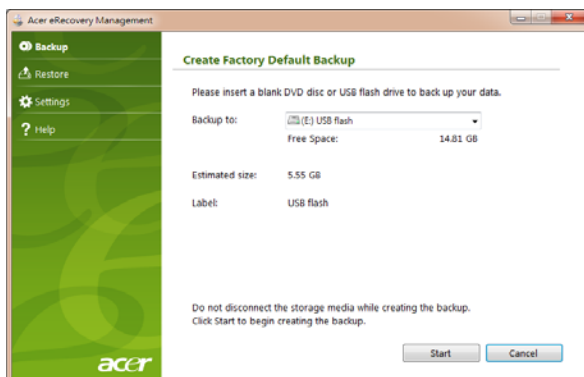 Acer eRecovery Management
Backup
Restore
Settings
? Help
Create Factory Default Backup
Please insert a blank DVD disc or USB flash drive to back up your data.
Backup to: (E:) USB flash
Free Space: 14.81 GB
Estimated size: 5.55 GB
Label: USB flash
Do not disconnect the storage media while creating the backup.
Click Start to begin creating the backup.
Start Cancel
acer